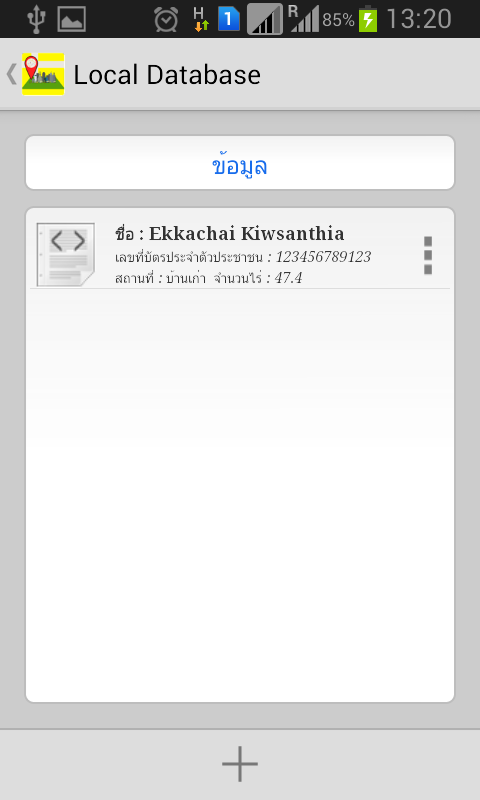 H 1 R 85% 13:20
Local Database
ข้อมูล
ชื่อ : Ekkachai Kiwsanthia
เลขที่บัตรประจำตัวประชาชน : 123456789123
สถานที่ : บ้านเก่า จำนวนไร่ : 47.4